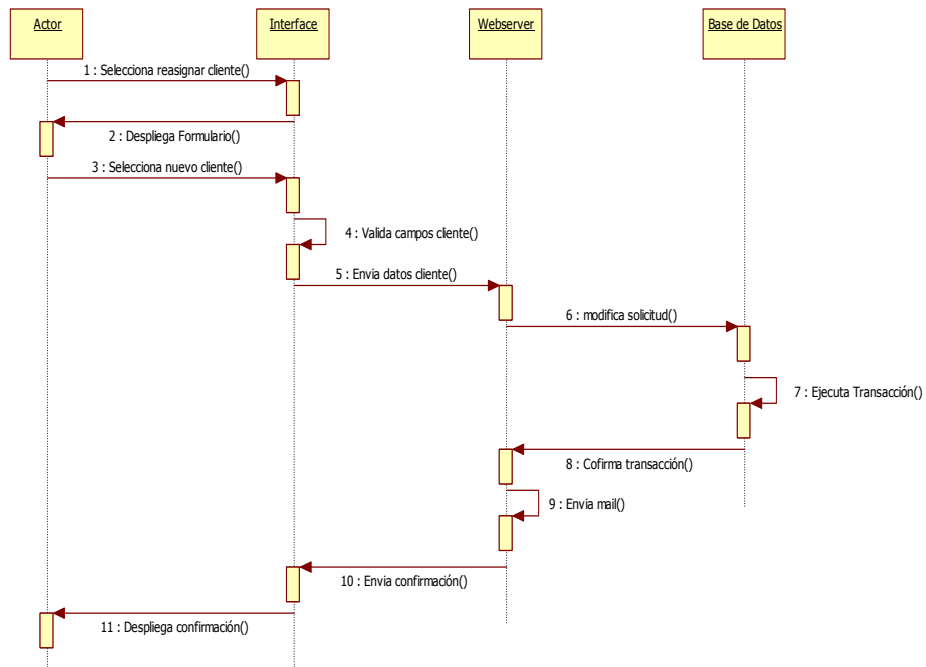 Actor
Interface
Webserver
Base de Datos
1 : Selecciona reasignar cliente()
2 : Despliega Formulario()
3 : Selecciona nuevo cliente()
4 : Valida campos cliente()
5 : Envia datos cliente()
6 : modifica solicitud()
7 : Ejecuta Transacción()
8 : Cofirma transacción()
9 : Envia mail()
10 : Envia confirmación()
11 : Despliega confirmación()